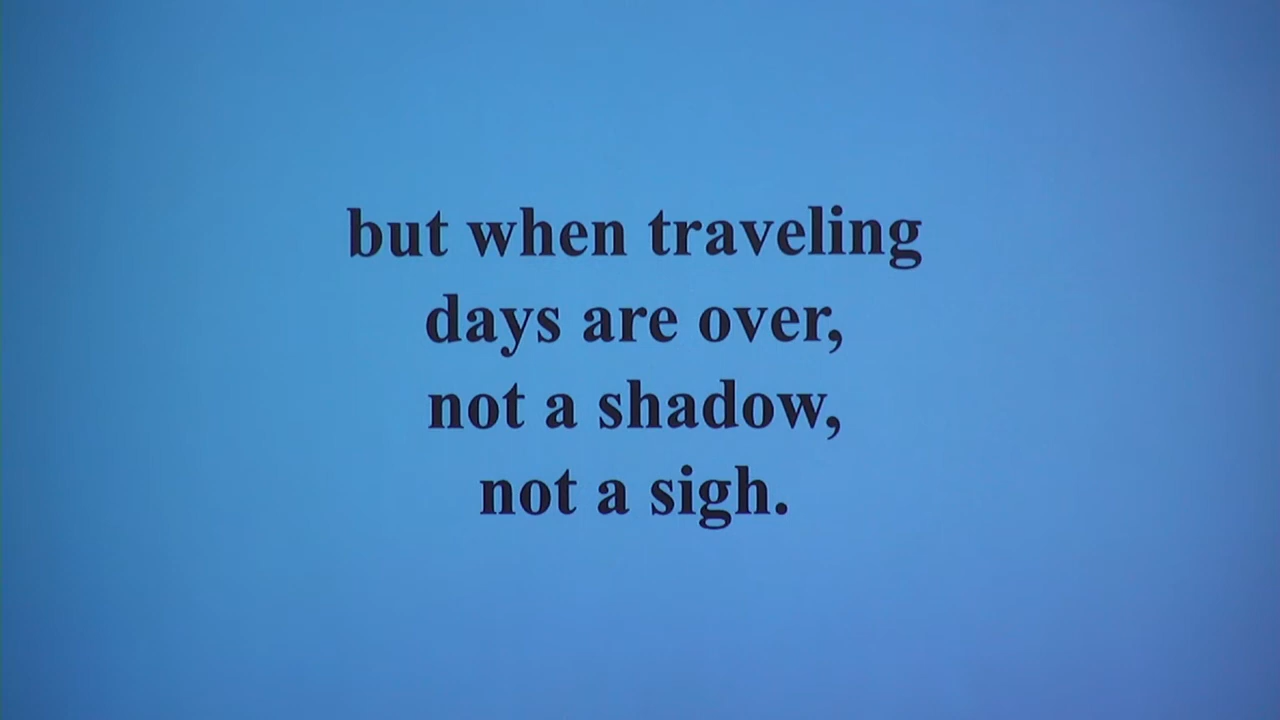 but when traveling
days are over,
not a shadow,
not a sigh.